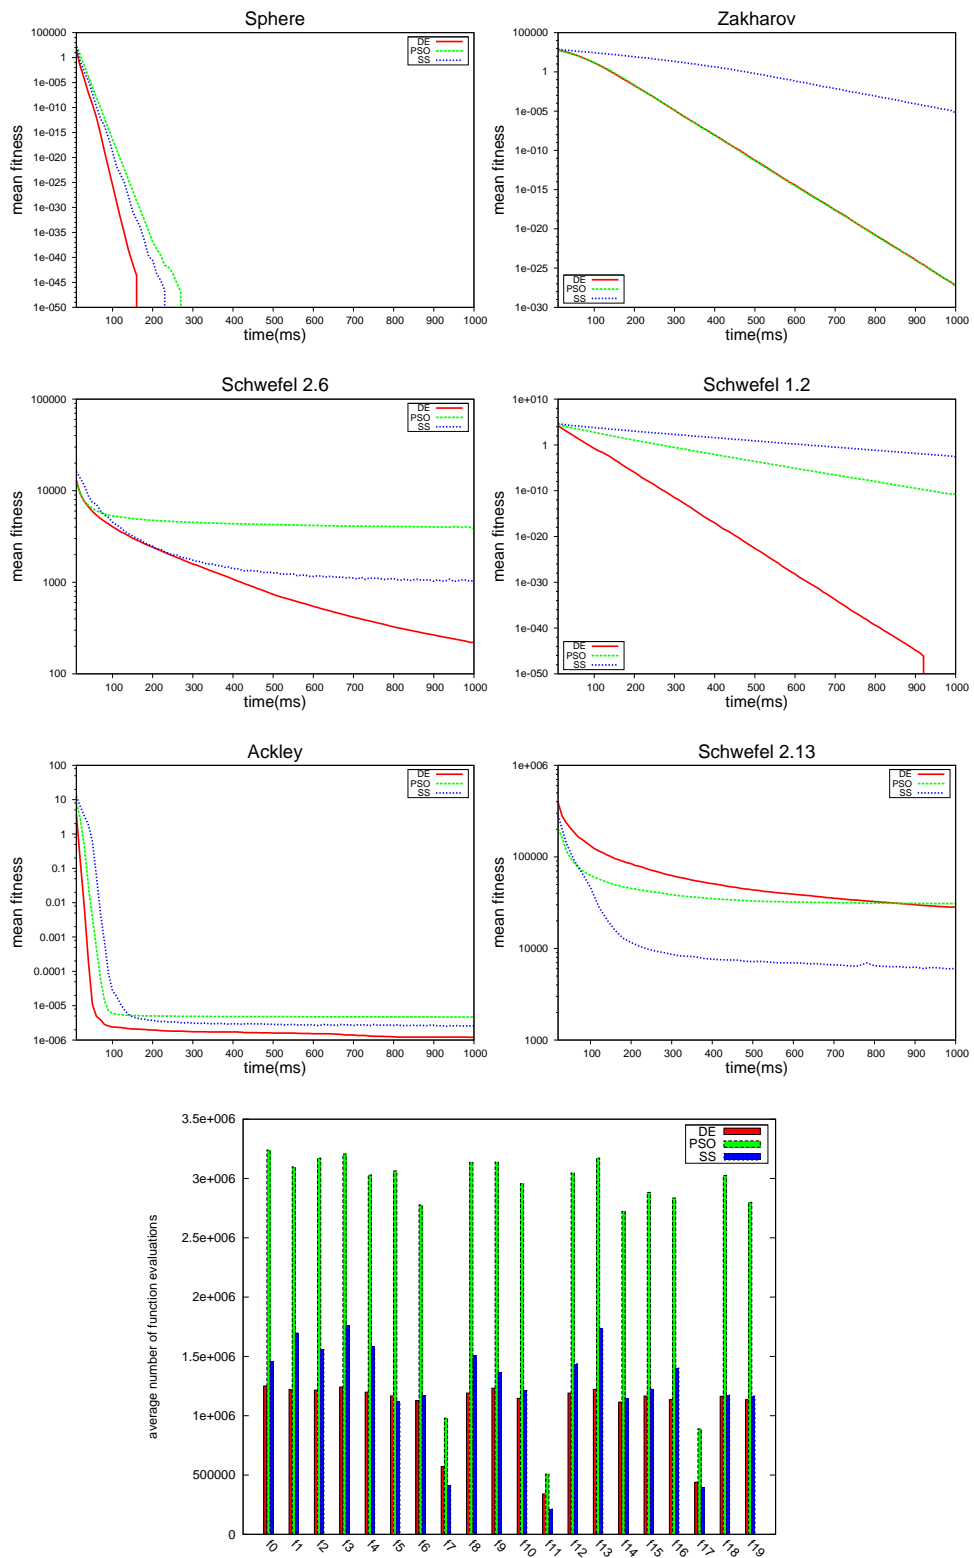 Sphere
100000
1
1e-005
1e-010
1e-015
1e-020
1e-025
1e-030
1e-035
1e-040
1e-045
1e-050
mean fitness
100 200 300 400 500 600 700 800 900 1000
time(ms)
DE
PSO
SS
Zakharov
100000
1
1e-005
1e-010
1e-015
1e-020
1e-025
1e-030
mean fitness
100 200 300 400 500 600 700 800 900 1000
time(ms)
DE
PSO
SS
Schwefel 2.6
100000
10000
1000
100
mean fitness
100 200 300 400 500 600 700 800 900 1000
time(ms)
DE
PSO
SS
Schwefel 1.2
1e+010
1
1e-010
1e-020
1e-030
1e-040
1e-050
mean fitness
100 200 300 400 500 600 700 800 900 1000
time(ms)
DE
PSO
SS
Ackley
100
10
1
0.1
0.01
0.001
0.0001
1e-005
1e-006
mean fitness
100 200 300 400 500 600 700 800 900 1000
time(ms)
DE
PSO
SS
Schwefel 2.13
1e+006
100000
10000
1000
mean fitness
100 200 300 400 500 600 700 800 900 1000
time(ms)
DE
PSO
SS
3.5e+006
3e+006
2.5e+006
2e+006
1.5e+006
1e+006
500000
0
average number of function evaluations
DE
PSO
SS
f0 f1 f2 f3 f4 f5 f6 f7 f8 f9 f10 f11 f12 f13 f14 f15 f16 f17 f18 f19